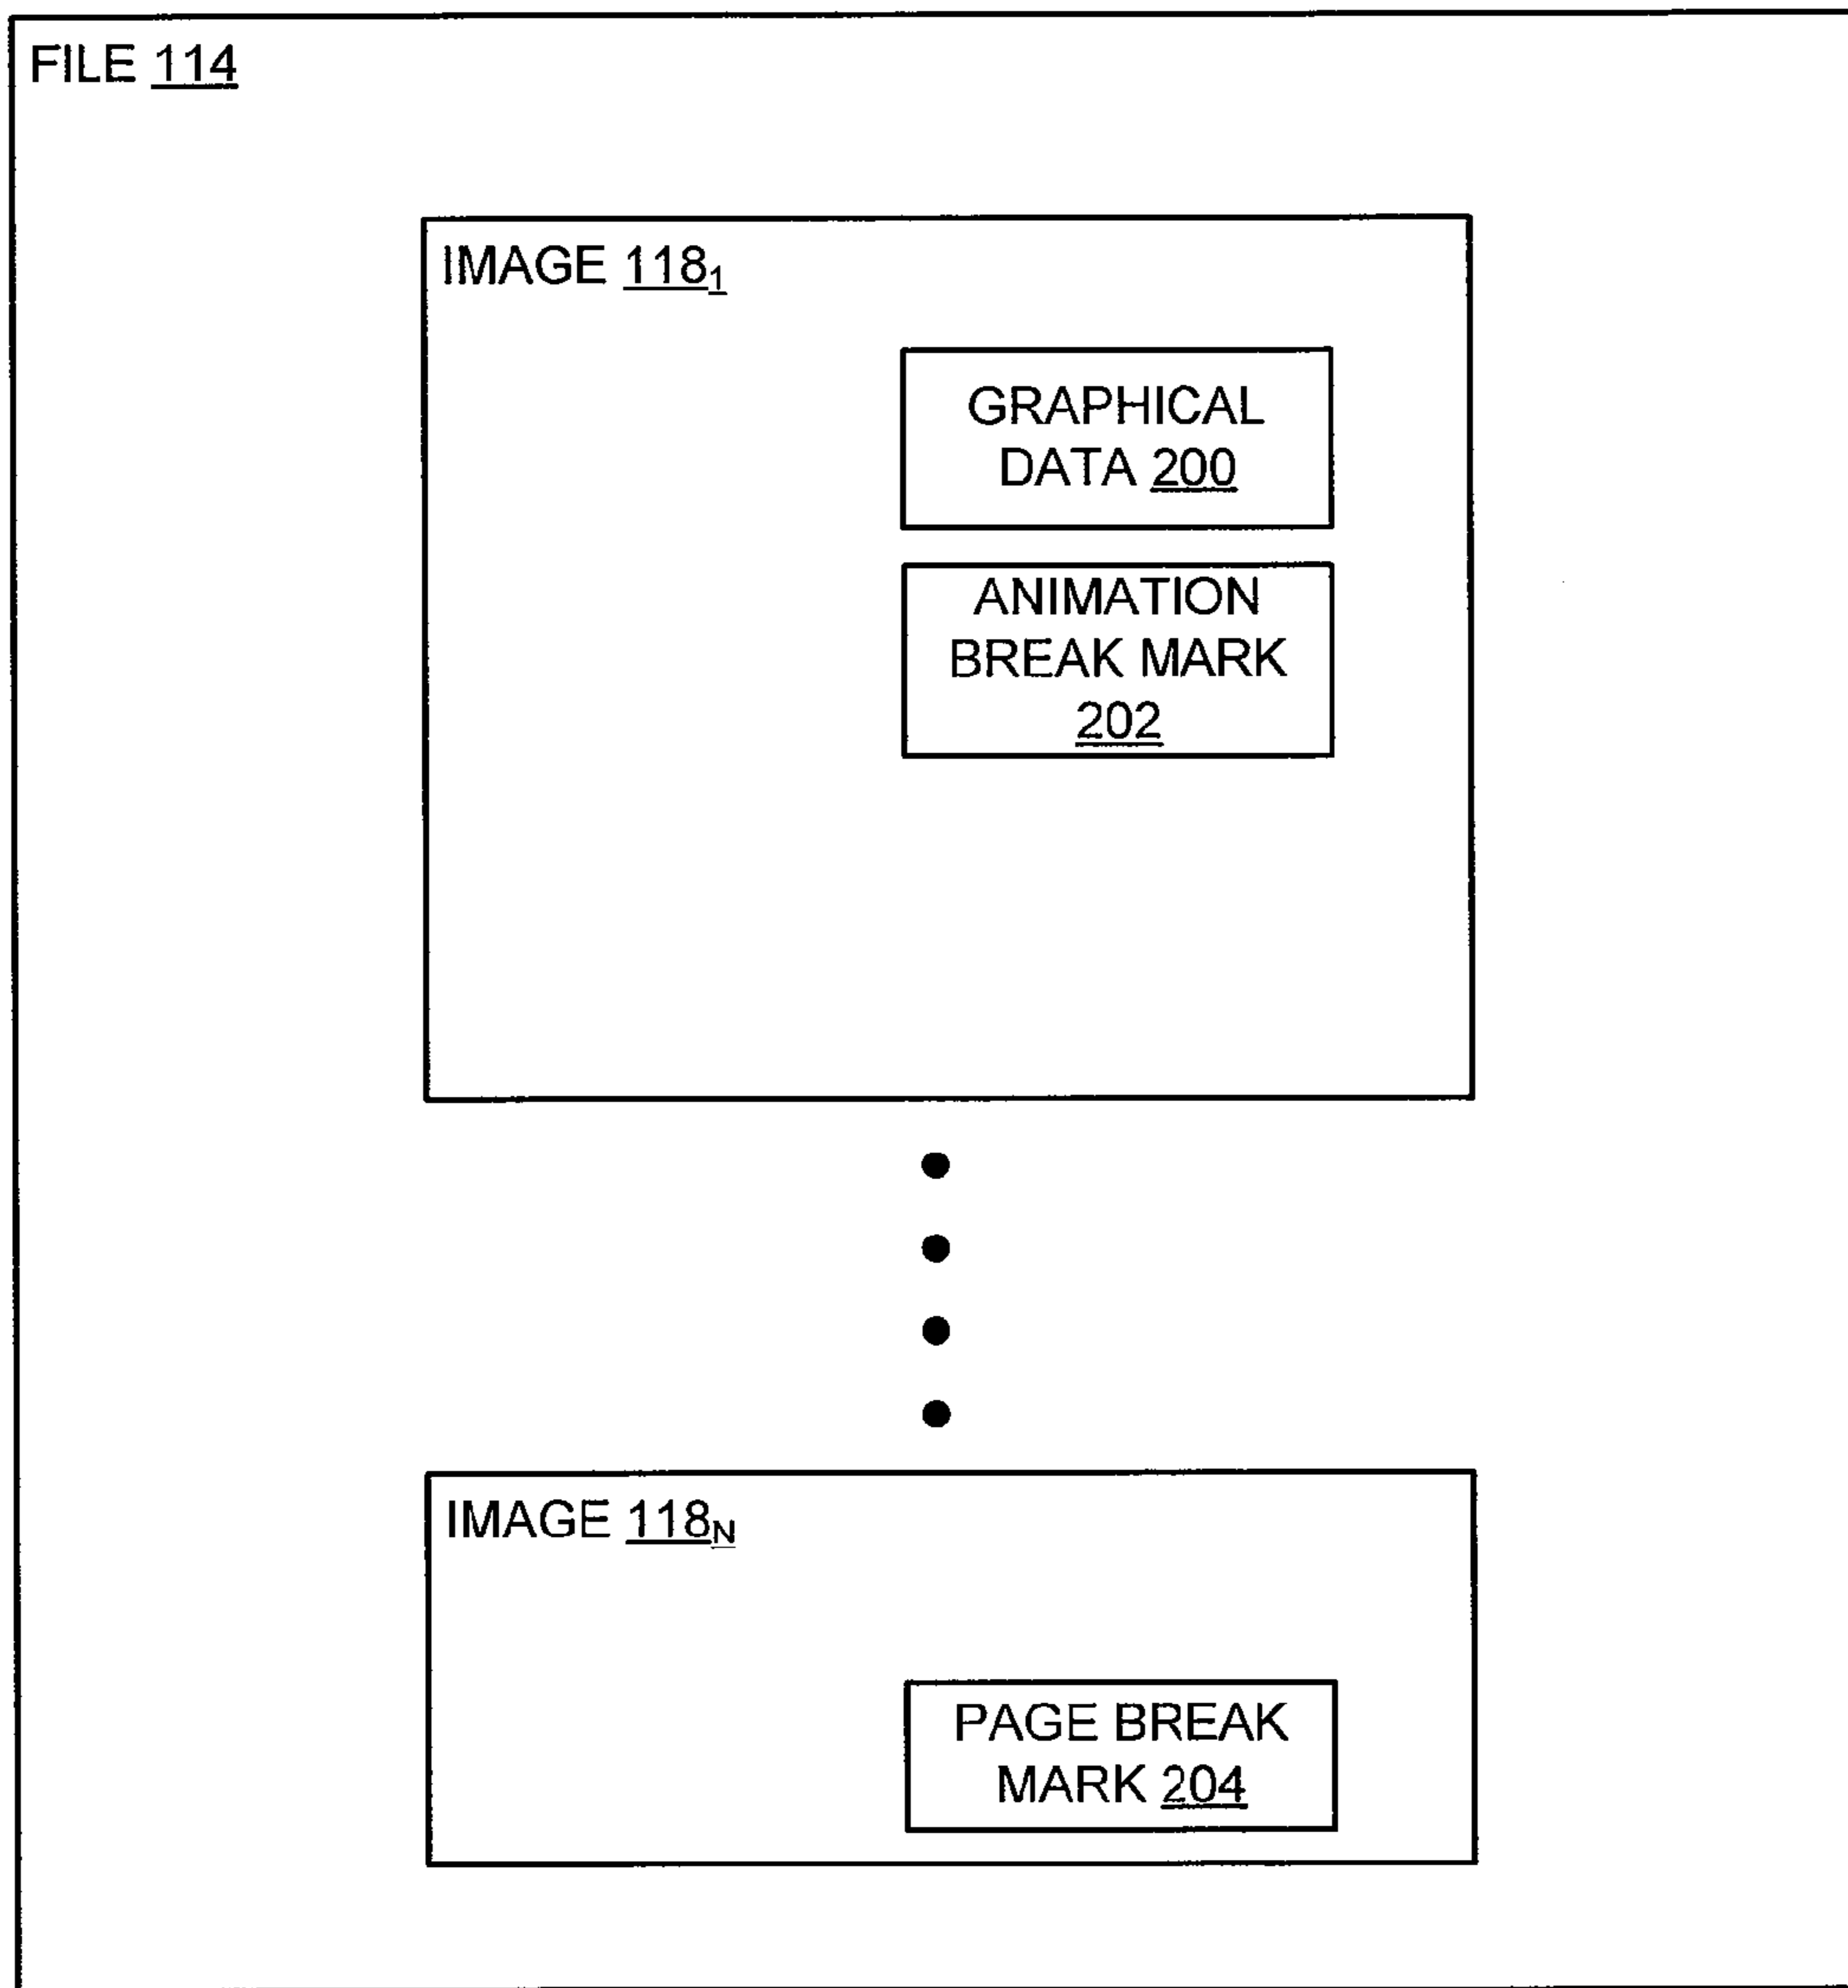 FILE 114
IMAGE 118₁
GRAPHICAL
DATA 200
ANIMATION
BREAK MARK
202
IMAGE 118N
PAGE BREAK
MARK 204